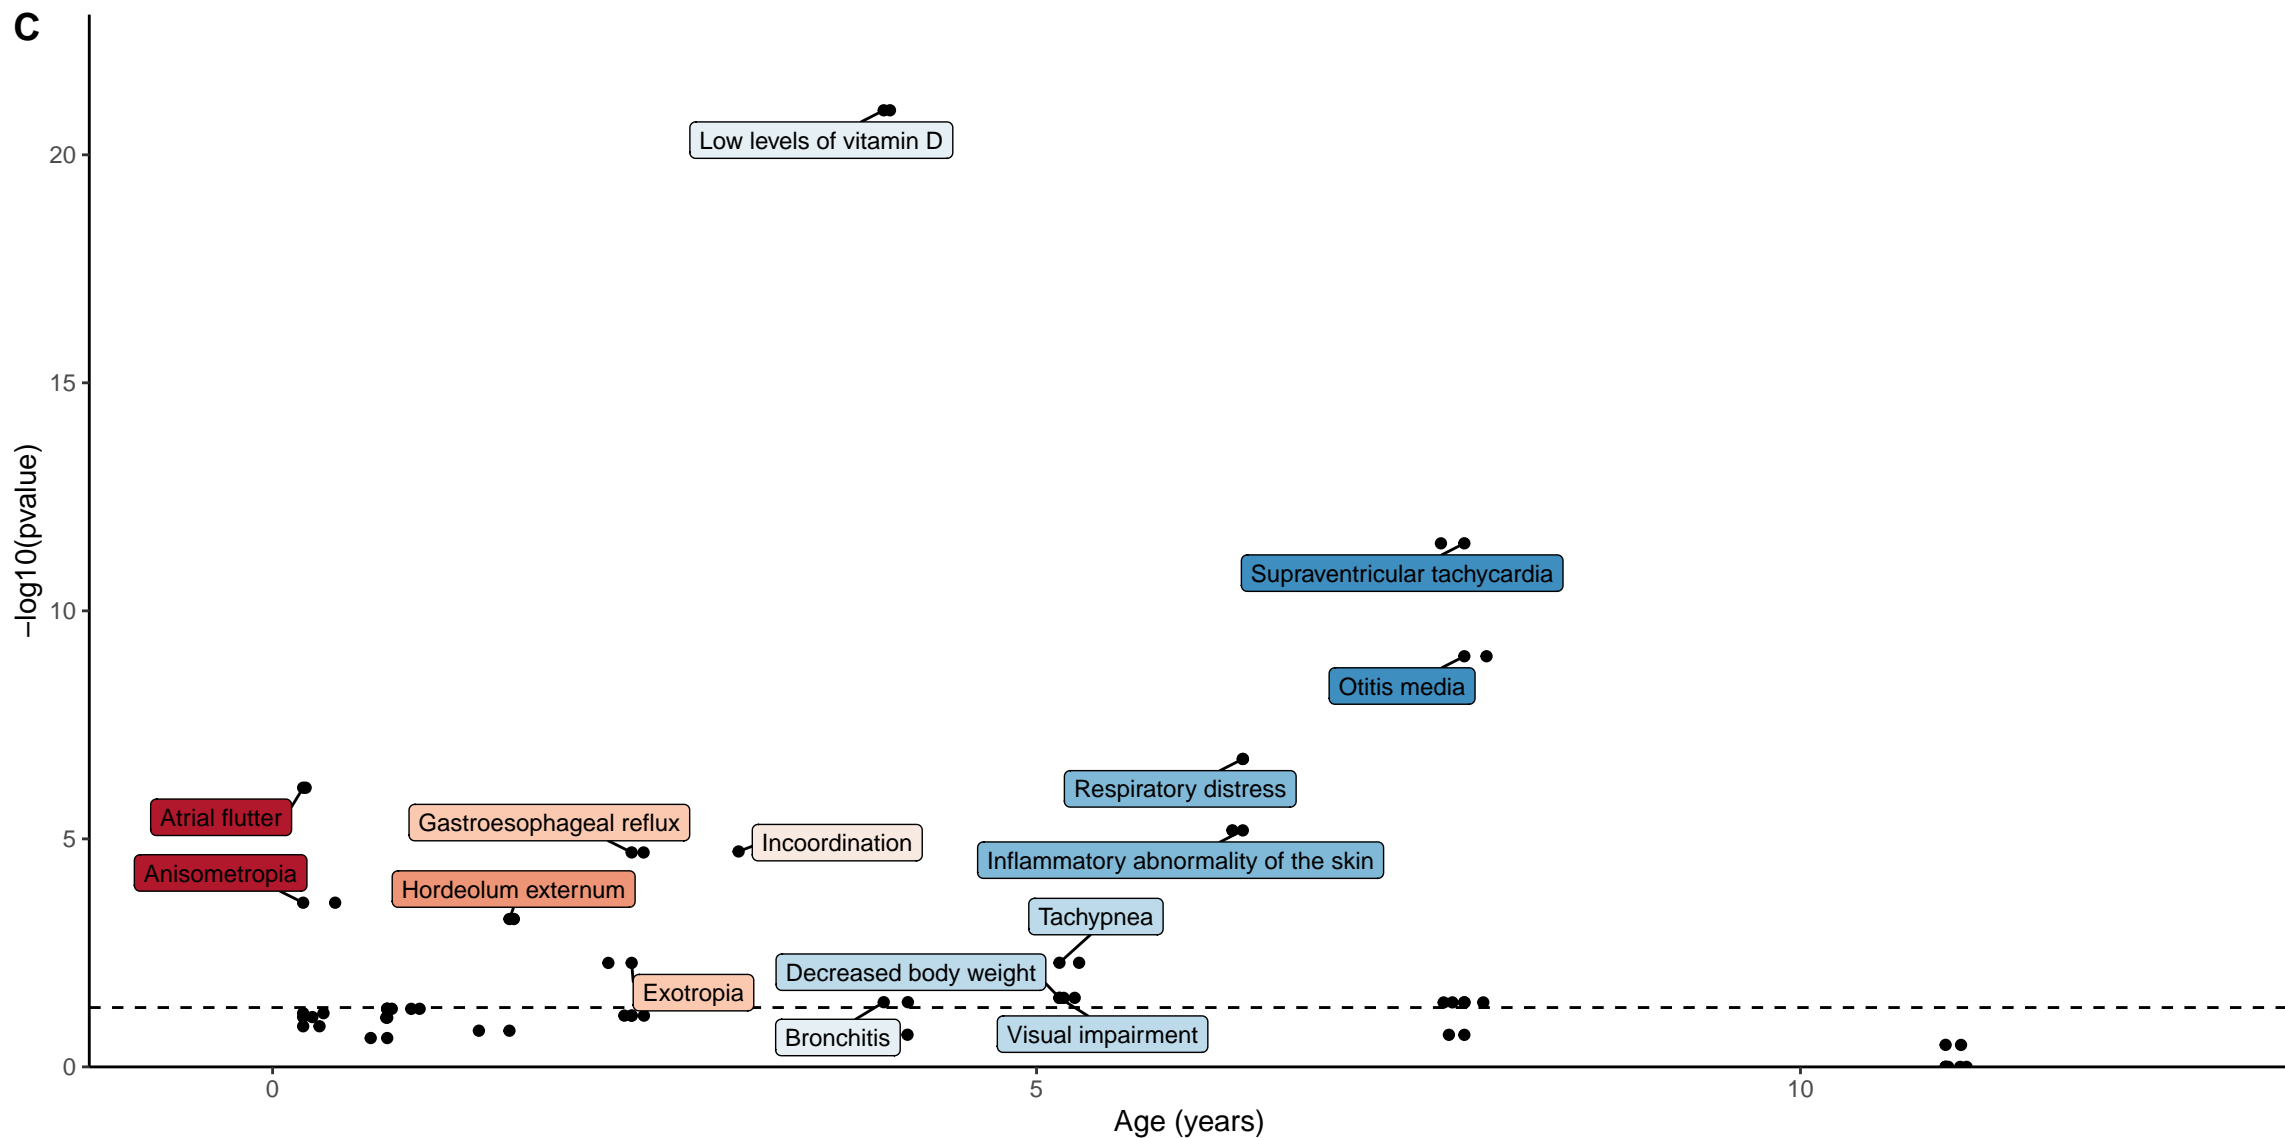 C
Low levels of vitamin D
20
15
–log10(pvalue)
Supraventricular tachycardia
10
Otitis media
Respiratory distress
Atrial flutter
Gastroesophageal reflux
Incoordination
5
Inflammatory abnormality of the skin
Anisometropia
Hordeolum externum
Tachypnea
Decreased body weight
Exotropia
Bronchitis
Visual impairment
0
0
5
10
Age (years)